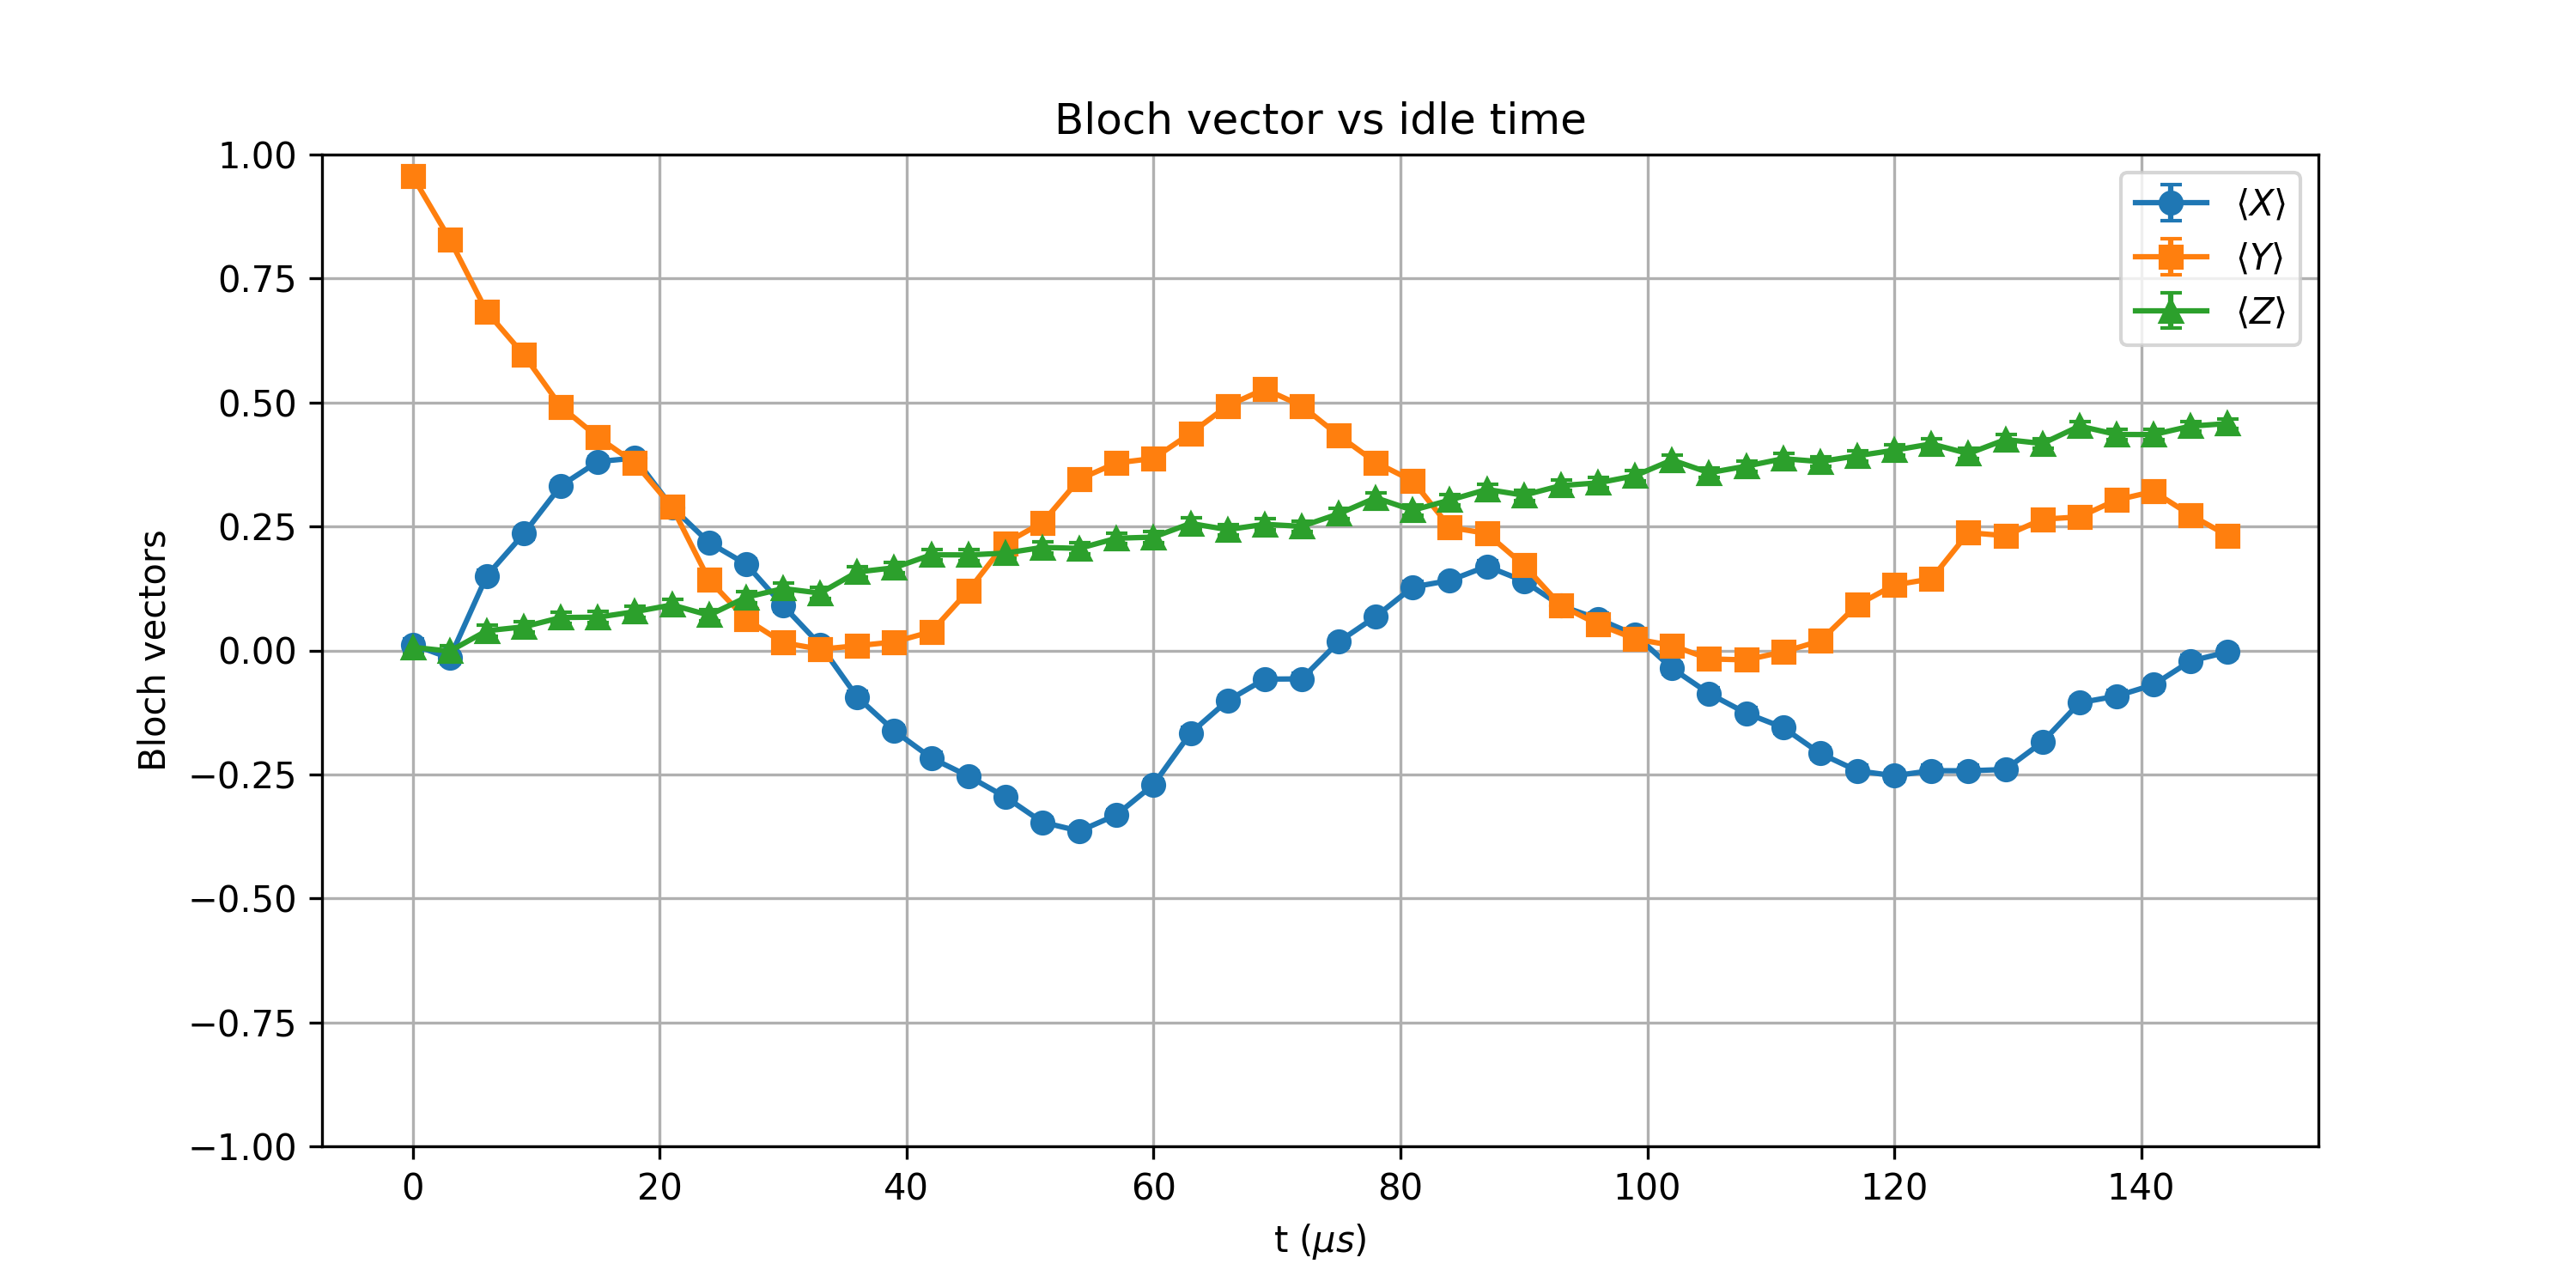 Bloch vector vs idle time
1.00
0.75
0.50
0.25
0.00
−0.25
−0.50
−0.75
−1.00
Bloch vectors
⟨X⟩
⟨Y⟩
⟨Z⟩
0 20 40 60 80 100 120 140
t (μs)